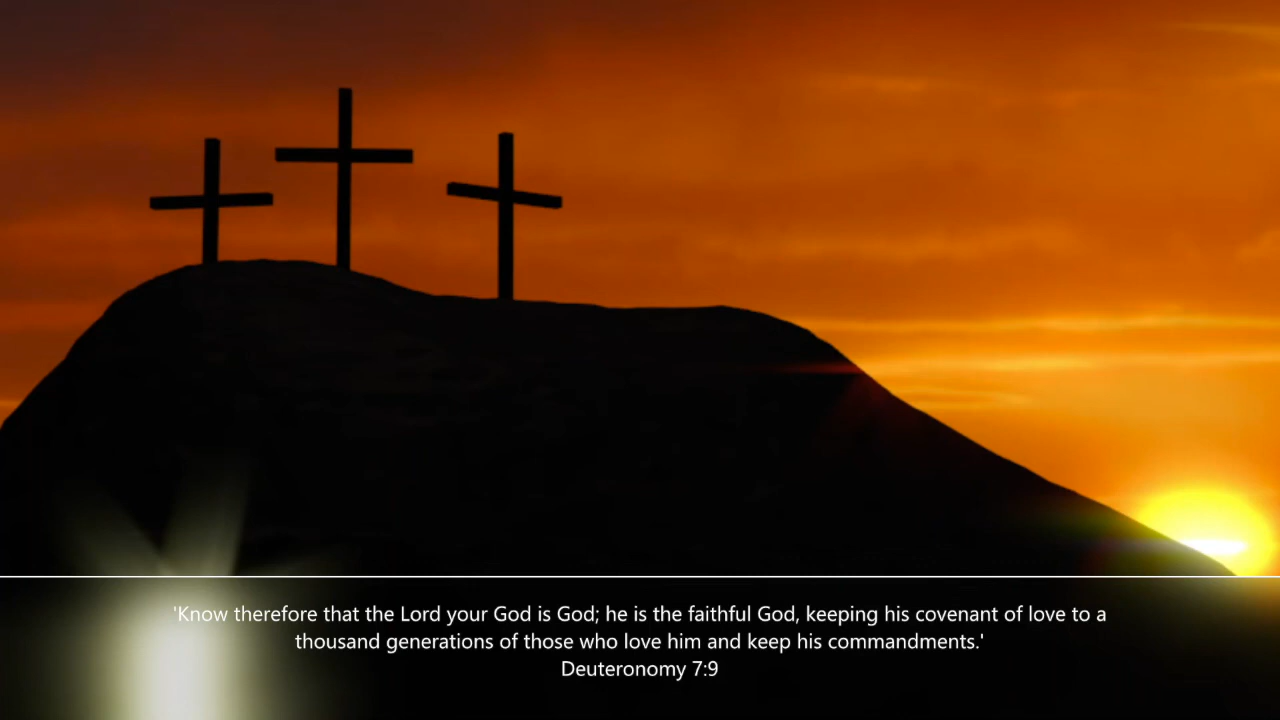 'Know therefore that the Lord your God is God; he is the faithful God, keeping his covenant of love to a
thousand generations of those who love him and keep his commandments.'
Deuteronomy 7:9